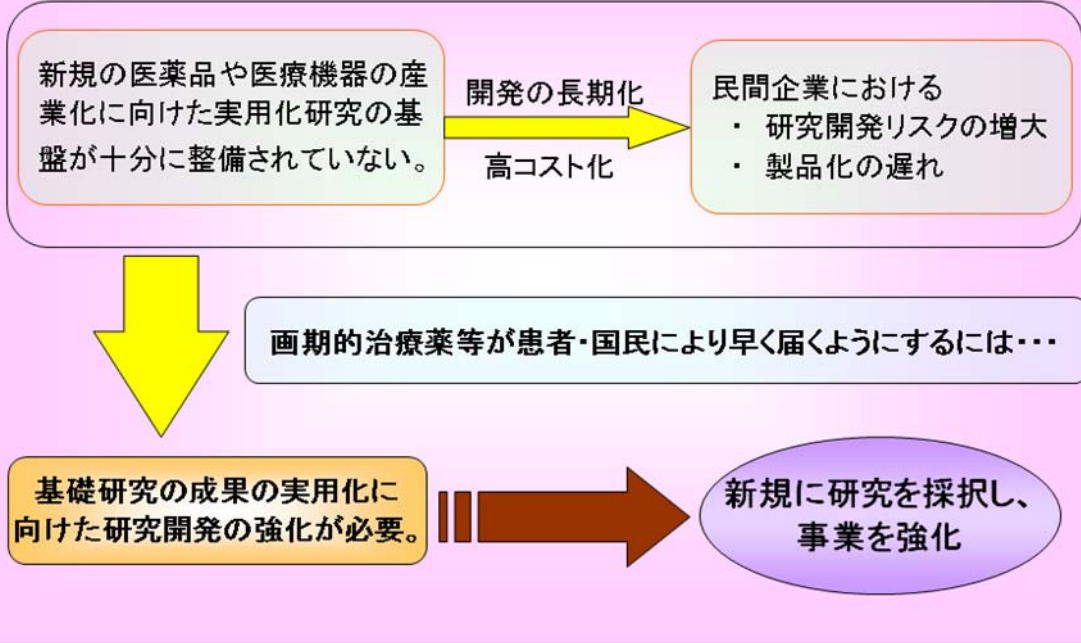 新規の医薬品や医療機器の産
業化に向けた実用化研究の基
盤が十分に整備されていない。
開発の長期化
高コスト化
民間企業における
・ 研究開発リスクの増大
・ 製品化の遅れ
画期的治療薬等が患者・国民により早く届くようにするには・・・
基礎研究の成果の実用化に
向けた研究開発の強化が必要。
新規に研究を採択し、
事業を強化